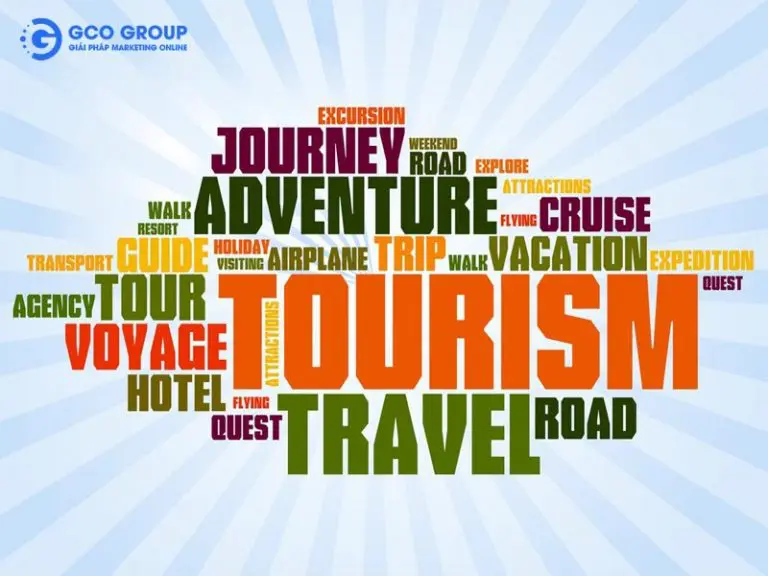 GCO GROUP
GIẢI PHÁP MARKETING ONLINE
EXCURSION
JOURNEY
WEEKEND
ROAD
EXPLORE
ADVENTURE
ATTRACTIONS
WALK
RESORT
FLYING
CRUISE
TRANSPORT
GUIDE
HOLIDAY
VISITING
AIRPLANE
TRIP
WALK
VACATION
EXPEDITION
QUEST
AGENCY
TOUR
TOURISM
ATTRACTIONS
VOYAGE
HOTEL
FLYING
QUEST
TRAVEL
ROAD